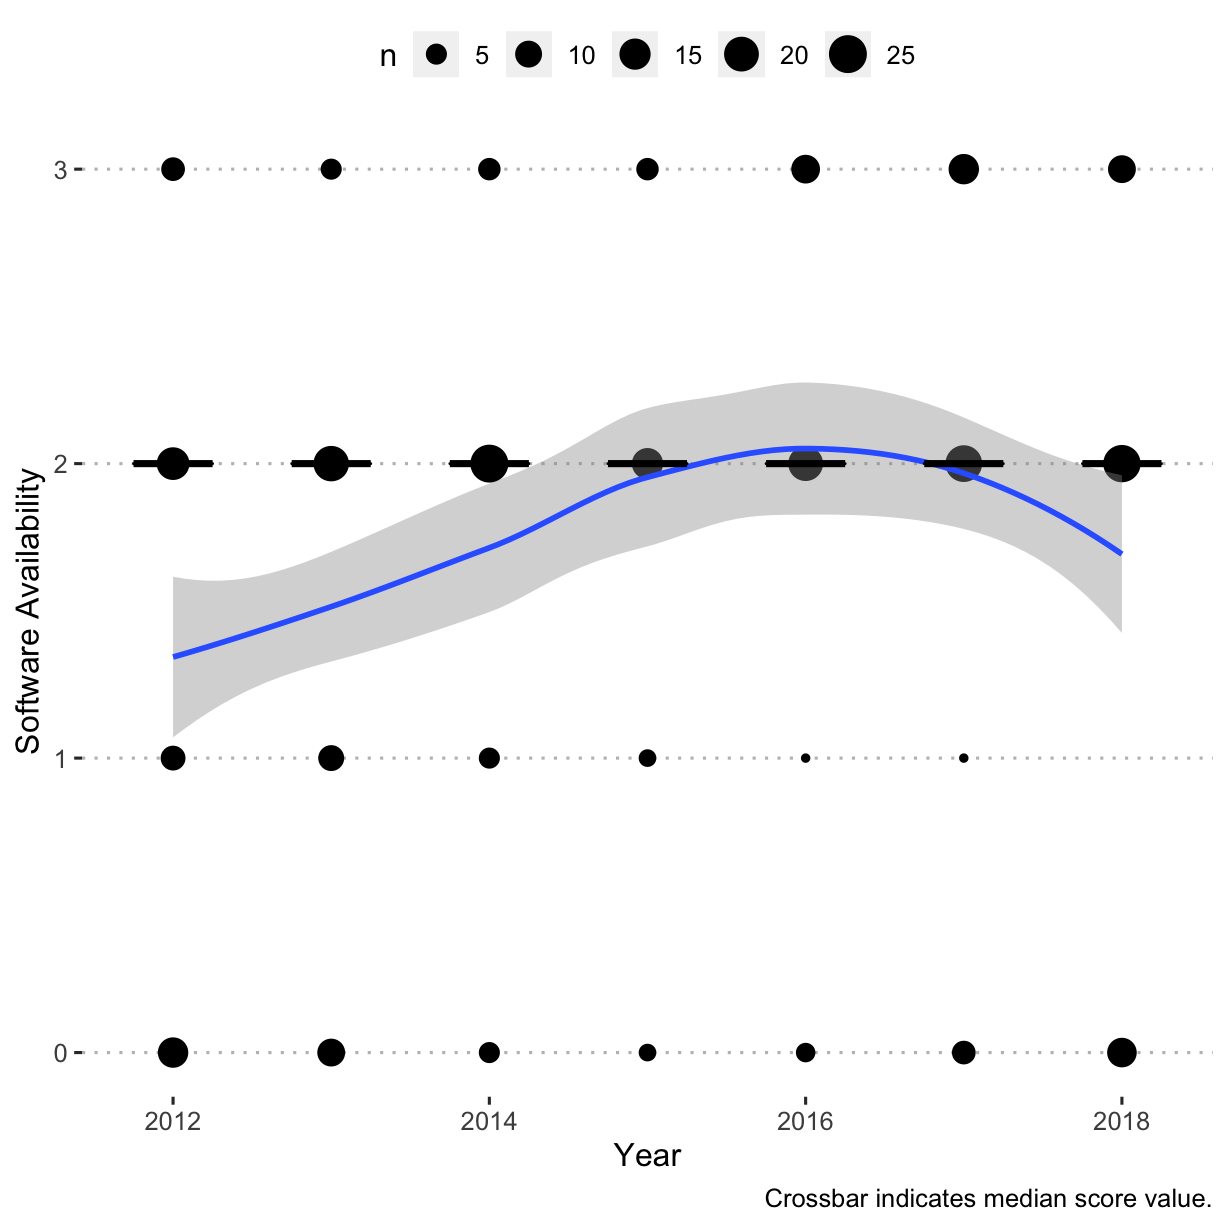 n 5 10 15 20 25
3
2
1
0
Software Availability
2012 2014 2016 2018
Year
Crossbar indicates median score value.